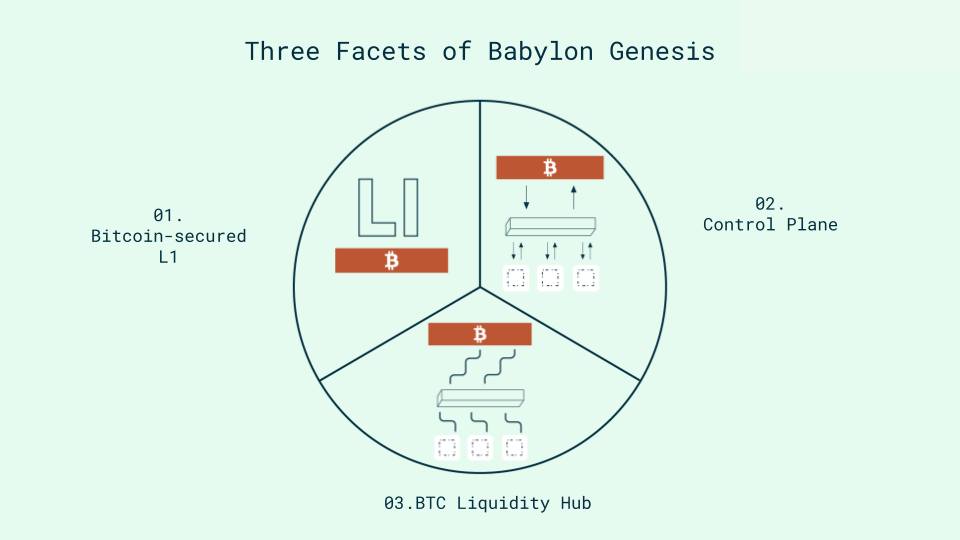 Three Facets of Babylon Genesis
01.
Bitcoin-secured
L1
L1
₿
02.
Control Plane
₿
₿
03.BTC Liquidity Hub